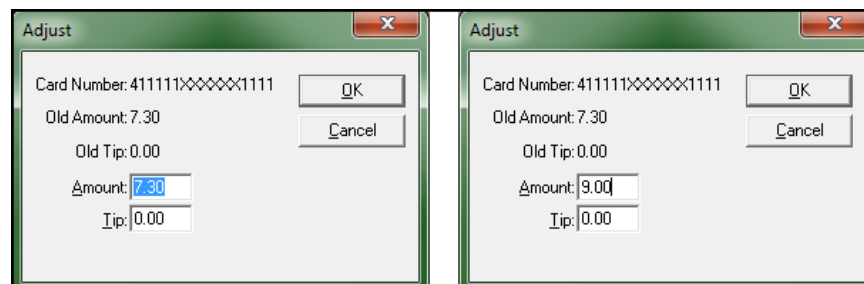 Adjust
Card Number: 411111XXXXXX1111
OK
Old Amount: 7.30
Cancel
Old Tip: 0.00
Amount: 7.30
Tip: 0.00
Adjust
Card Number: 411111XXXXXX1111
OK
Old Amount: 7.30
Cancel
Old Tip: 0.00
Amount: 9.00
Tip: 0.00